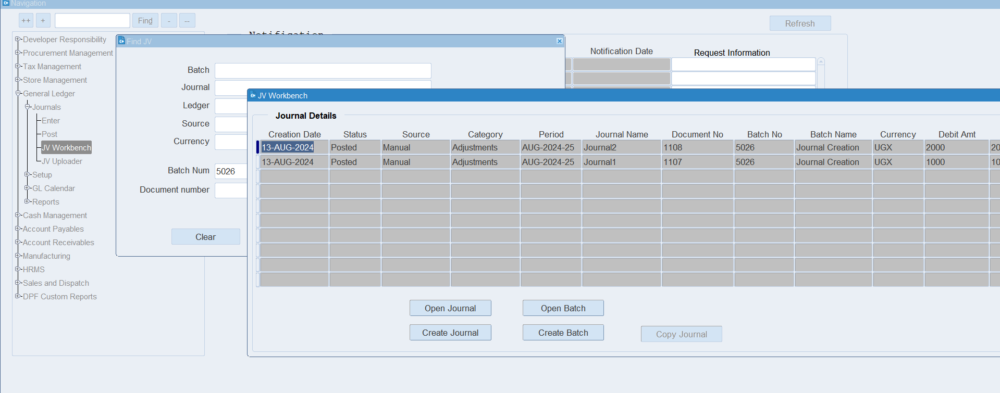 Navigation
++ + Find - --
Refresh
Notification
Developer Responsibility
Procurement Management
Tax Management
Store Management
General Ledger
Journals
Enter
Post
JV Workbench
JV Uploader
Setup
GL Calendar
Reports
Cash Management
Account Payables
Account Receivables
Manufacturing
HRMS
Sales and Dispatch
DPF Custom Reports
Find JV
Batch
Journal
Ledger
Source
Currency
Batch Num 5026
Document number
Clear
Notification Date Request Information
JV Workbench
Journal Details
Creation Date Status Source Category Period Journal Name Document No Batch No Batch Name Currency Debit Amt
13-AUG-2024 Posted Manual Adjustments AUG-2024-25 Journal2 1108 5026 Journal Creation UGX 2000 20
13-AUG-2024 Posted Manual Adjustments AUG-2024-25 Journal1 1107 5026 Journal Creation UGX 1000 10
Open Journal Open Batch
Create Journal Create Batch Copy Journal